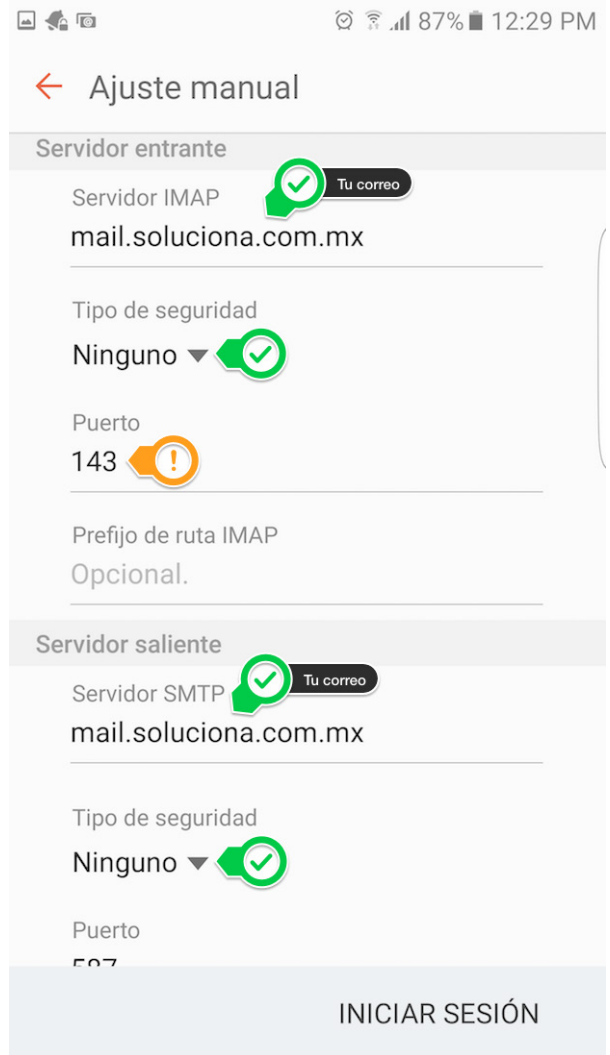 87% 12:29 PM
Ajuste manual
Servidor entrante
Servidor IMAP
Tu correo
mail.soluciona.com.mx
Tipo de seguridad
Ninguno
Puerto
143
!
Prefijo de ruta IMAP
Opcional.
Servidor saliente
Servidor SMTP
Tu correo
mail.soluciona.com.mx
Tipo de seguridad
Ninguno
Puerto
587
INICIAR SESIÓN